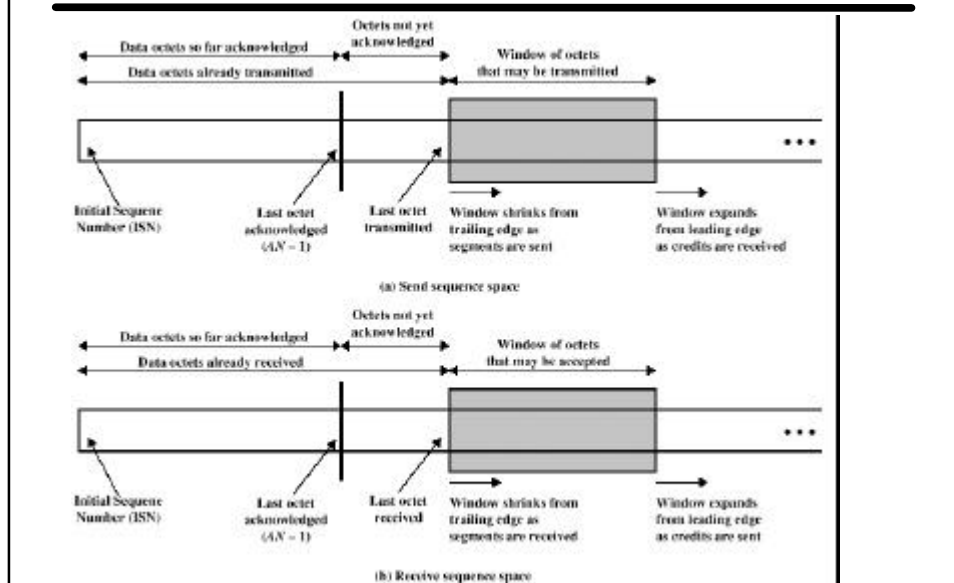 Octets not yet
acknowledged
Data octets so far acknowledged
Window of octets
that may be transmitted
Data octets already transmitted
•••
Initial Sequene
Number (ISN)
Last octet
acknowledged
(AN – 1)
Last octet
transmitted
Window shrinks from
trailing edge as
segments are sent
Window expands
from leading edge
as credits are received
(a) Send sequence space
Octets not yet
acknowledged
Data octets so far acknowledged
Window of octets
that may be accepted
Data octets already received
•••
Initial Sequene
Number (ISN)
Last octet
acknowledged
(AN – 1)
Last octet
received
Window shrinks from
trailing edge as
segments are received
Window expands
from leading edge
as credits are sent
(b) Receive sequence space